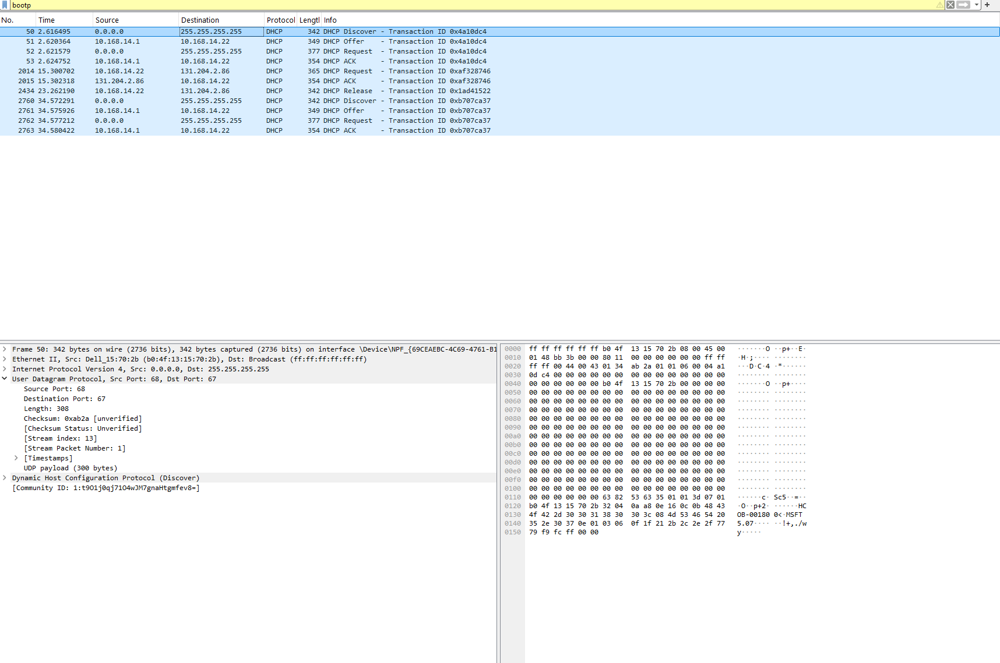 bootp
No. Time Source Destination Protocol Lengtl Info
50 2.616495 0.0.0.0 255.255.255.255 DHCP 342 DHCP Discover - Transaction ID 0x4a10dc4
51 2.620364 10.168.14.1 10.168.14.22 DHCP 349 DHCP Offer - Transaction ID 0x4a10dc4
52 2.621579 0.0.0.0 255.255.255.255 DHCP 377 DHCP Request - Transaction ID 0x4a10dc4
53 2.624752 10.168.14.1 10.168.14.22 DHCP 354 DHCP ACK - Transaction ID 0x4a10dc4
2014 15.300702 10.168.14.22 131.204.2.86 DHCP 365 DHCP Request - Transaction ID 0xaf328746
2015 15.302318 131.204.2.86 10.168.14.22 DHCP 354 DHCP ACK - Transaction ID 0xaf328746
2434 23.262190 10.168.14.22 131.204.2.86 DHCP 342 DHCP Release - Transaction ID 0x1ad41522
2760 34.572291 0.0.0.0 255.255.255.255 DHCP 342 DHCP Discover - Transaction ID 0xb707ca37
2761 34.575926 10.168.14.1 10.168.14.22 DHCP 349 DHCP Offer - Transaction ID 0xb707ca37
2762 34.577212 0.0.0.0 255.255.255.255 DHCP 377 DHCP Request - Transaction ID 0xb707ca37
2763 34.580422 10.168.14.1 10.168.14.22 DHCP 354 DHCP ACK - Transaction ID 0xb707ca37
Frame 50: 342 bytes on wire (2736 bits), 342 bytes captured (2736 bits) on interface \Device\NPF_{69CEAEBC-4C69-4761-B1
Ethernet II, Src: Dell_15:70:2b (b0:4f:13:15:70:2b), Dst: Broadcast (ff:ff:ff:ff:ff:ff)
Internet Protocol Version 4, Src: 0.0.0.0, Dst: 255.255.255.255
User Datagram Protocol, Src Port: 68, Dst Port: 67
Source Port: 68
Destination Port: 67
Length: 308
Checksum: 0xab2a [unverified]
[Checksum Status: Unverified]
[Stream index: 13]
[Stream Packet Number: 1]
[Timestamps]
UDP payload (300 bytes)
Dynamic Host Configuration Protocol (Discover)
[Community ID: 1:t9O1j0qj71O4wJM7gnaHtgmfev8=]
0000 ff ff ff ff ff ff b0 4f 13 15 70 2b 08 00 45 00 ·······O ··p+··E·
0010 01 48 bb 3b 00 00 80 11 00 00 00 00 00 00 ff ff ·H·;···· ········
0020 ff ff 00 44 00 43 01 34 ab 2a 01 01 06 00 04 a1 ···D·C·4 ·*······
0030 0d c4 00 00 00 00 00 00 00 00 00 00 00 00 00 00 ········ ········
0040 00 00 00 00 00 00 b0 4f 13 15 70 2b 00 00 00 00 ·······O ··p+····
0050 00 00 00 00 00 00 00 00 00 00 00 00 00 00 00 00 ········ ········
0060 00 00 00 00 00 00 00 00 00 00 00 00 00 00 00 00 ········ ········
0070 00 00 00 00 00 00 00 00 00 00 00 00 00 00 00 00 ········ ········
0080 00 00 00 00 00 00 00 00 00 00 00 00 00 00 00 00 ········ ········
0090 00 00 00 00 00 00 00 00 00 00 00 00 00 00 00 00 ········ ········
00a0 00 00 00 00 00 00 00 00 00 00 00 00 00 00 00 00 ········ ········
00b0 00 00 00 00 00 00 00 00 00 00 00 00 00 00 00 00 ········ ········
00c0 00 00 00 00 00 00 00 00 00 00 00 00 00 00 00 00 ········ ········
00d0 00 00 00 00 00 00 00 00 00 00 00 00 00 00 00 00 ········ ········
00e0 00 00 00 00 00 00 00 00 00 00 00 00 00 00 00 00 ········ ········
00f0 00 00 00 00 00 00 00 00 00 00 00 00 00 00 00 00 ········ ········
0100 00 00 00 00 00 00 00 00 00 00 00 00 00 00 00 00 ········ ········
0110 00 00 00 00 00 00 63 82 53 63 35 01 01 3d 07 01 ······c· Sc5··=··
0120 b0 4f 13 15 70 2b 32 04 0a a8 0e 16 0c 0b 48 43 ·O··p+2· ······HC
0130 4f 42 2d 30 30 31 38 30 30 3c 08 4d 53 46 54 20 OB-00180 0<·MSFT
0140 35 2e 30 37 0e 01 03 06 0f 1f 21 2b 2c 2e 2f 77 5.07···· ··!+,./w
0150 79 f9 fc ff 00 00 y·····